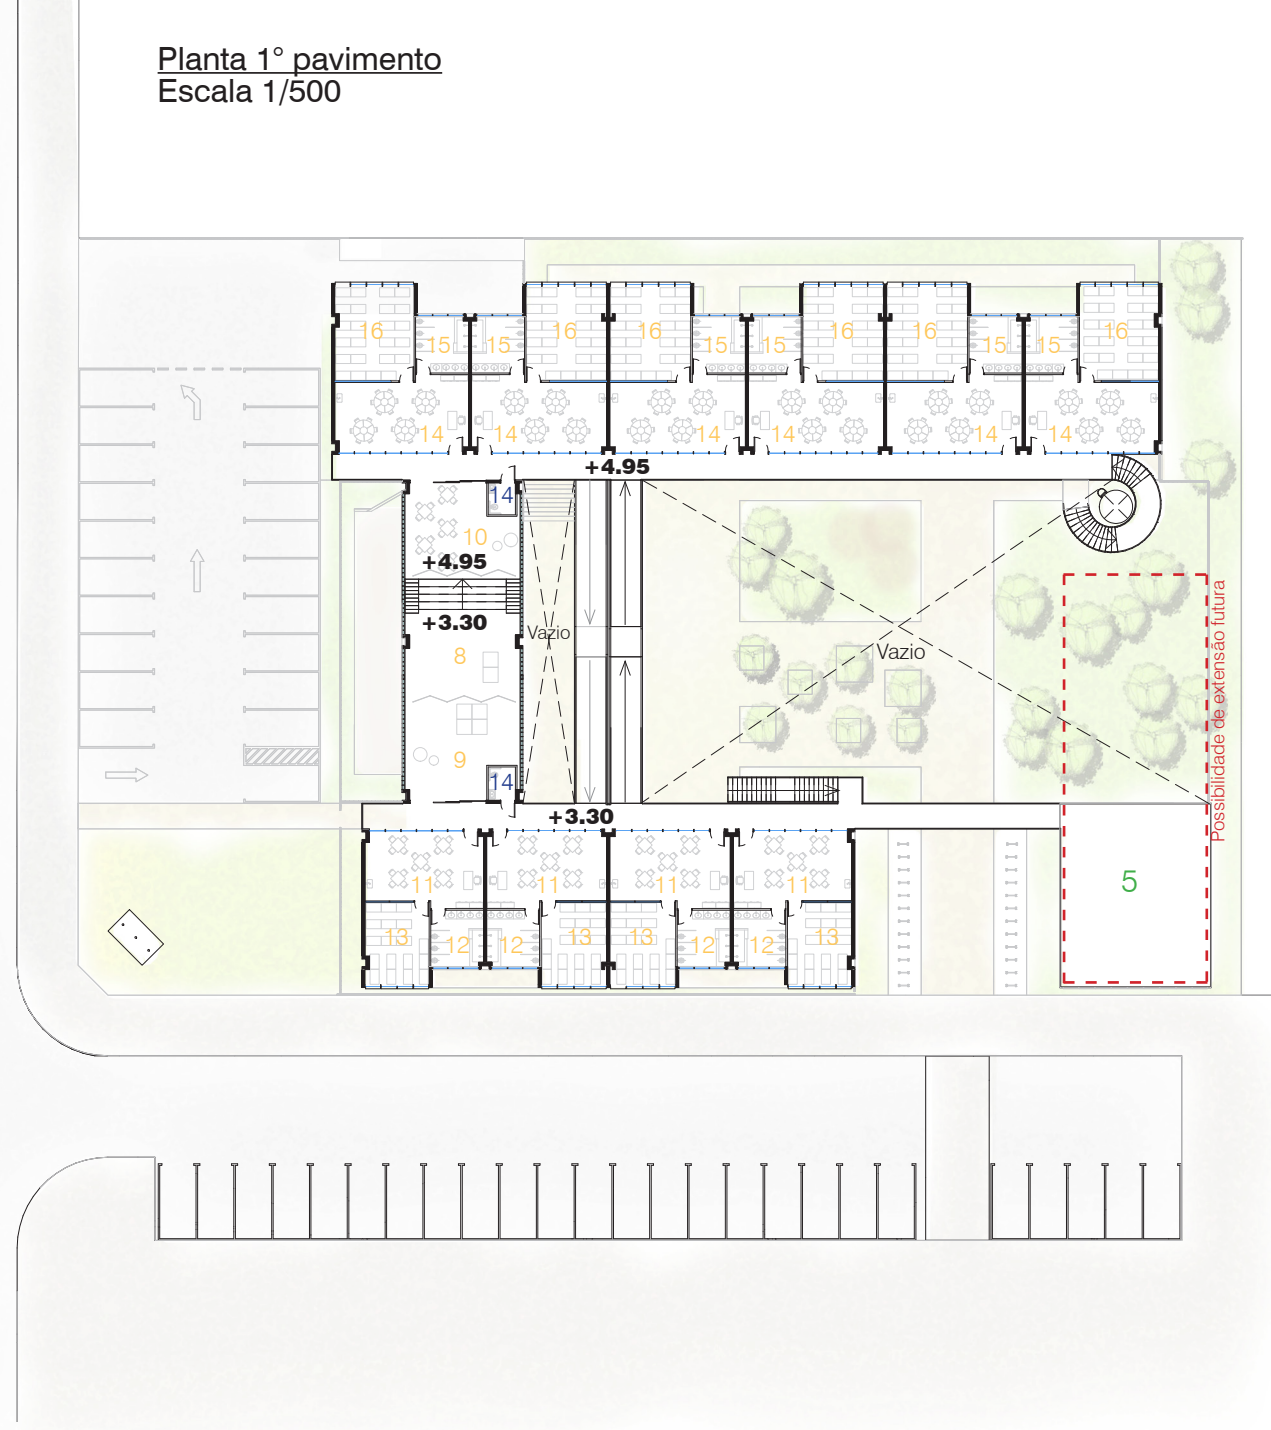 Planta 1° pavimento
Escala 1/500
16 16 16 16 16 16
15 15 15 15 15 15
14 14 14 14 14 14
+4.95
14
10
+4.95
+3.30
Vazio
Vazio
8
9
14
Possibilidade de extensão futura
+3.30
5
11 11 11 11
13 12 12 13 13 12 12 13